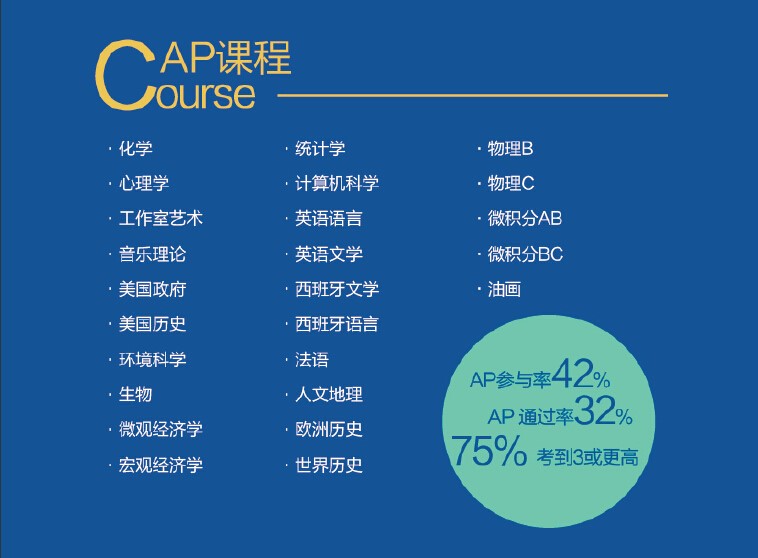 AP课程
Course
· 化学
· 心理学
· 工作室艺术
· 音乐理论
· 美国政府
· 美国历史
· 环境科学
· 生物
· 微观经济学
· 宏观经济学
· 统计学
· 计算机科学
· 英语语言
· 英语文学
· 西班牙文学
· 西班牙语言
· 法语
· 人文地理
· 欧洲历史
· 世界历史
· 物理B
· 物理C
· 微积分AB
· 微积分BC
· 油画
AP参与率42%
AP 通过率32%
75% 考到3或更高